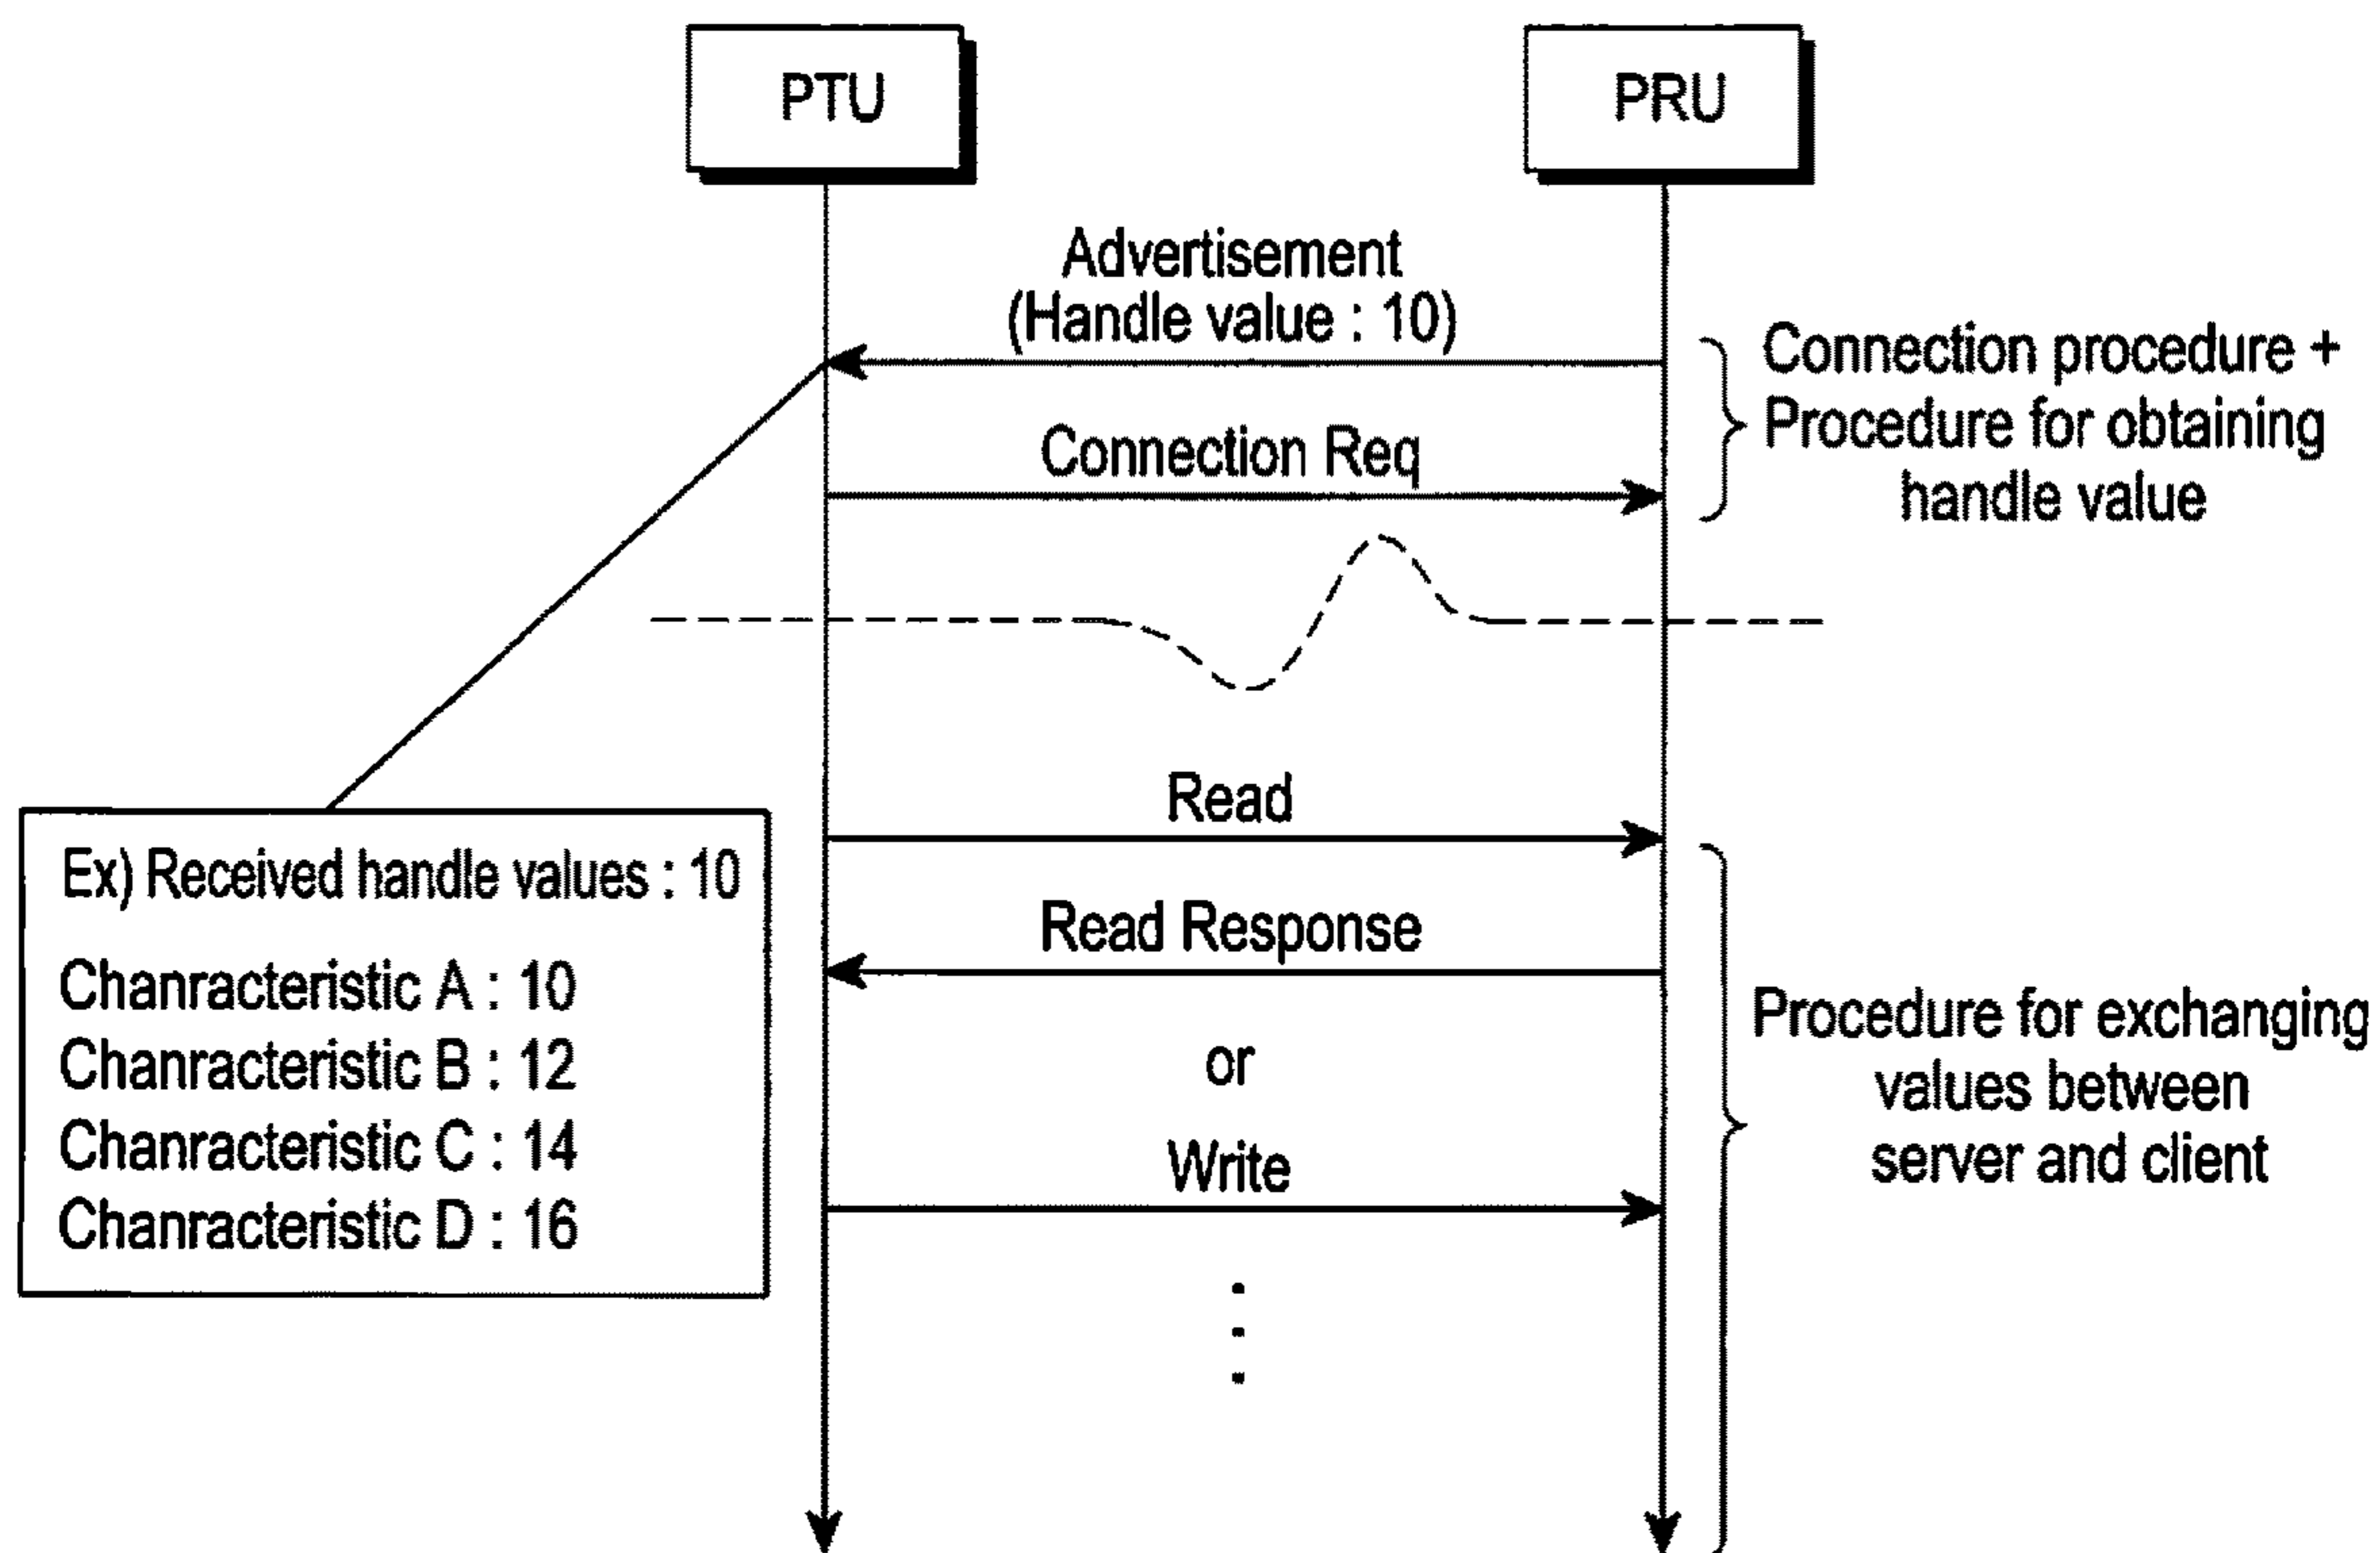 PTU
PRU
Advertisement
(Handle value : 10)
Connection procedure +
Procedure for obtaining
handle value
Connection Req
Read
Ex) Received handle values : 10
Chanracteristic A : 10
Chanracteristic B : 12
Chanracteristic C : 14
Chanracteristic D : 16
Read Response
or
Write
Procedure for exchanging
values between
server and client